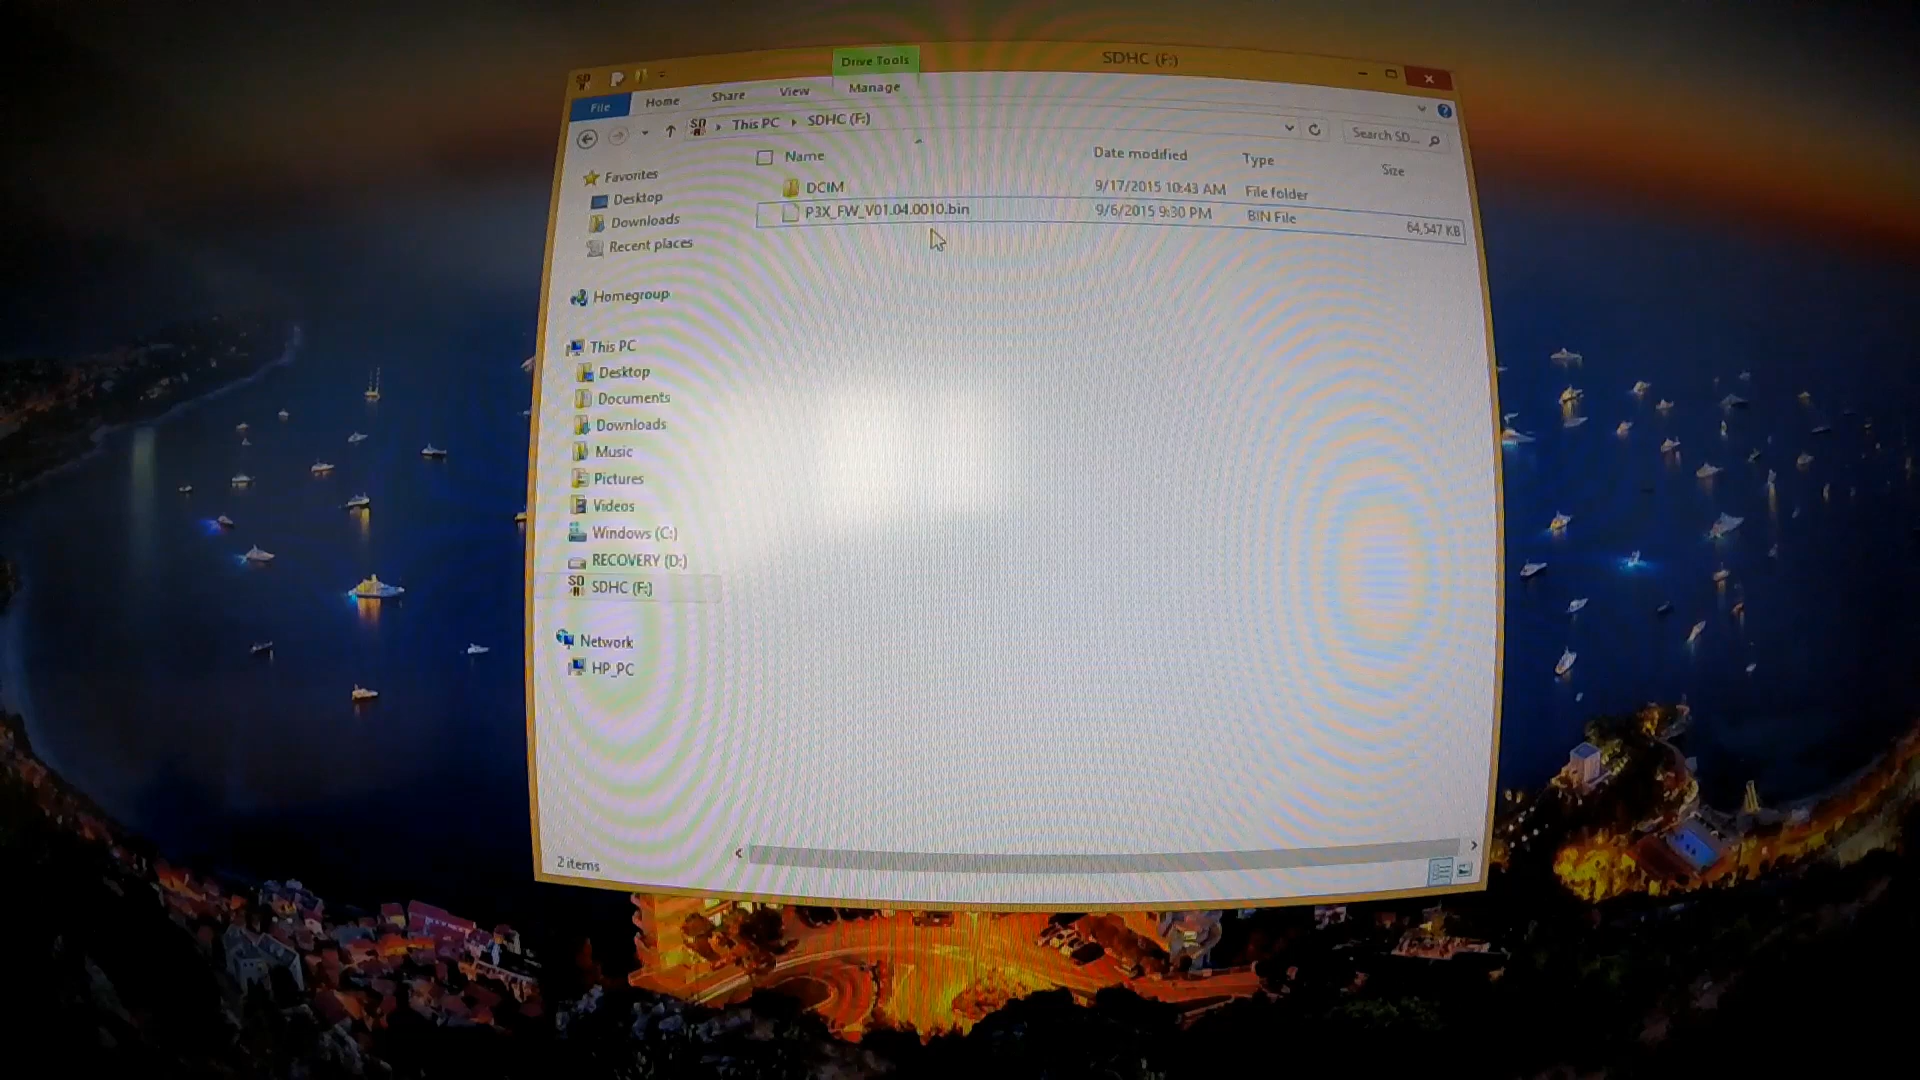 Drive Tools
SDHC (F:)
File
Home
Share
View
Manage
This PC
SDHC (F:)
Search SD...
Name
Date modified
Type
Size
DCIM
9/17/2015 10:43 AM
File folder
P3X_FW_V01.04.0010.bin
9/6/2015 9:30 PM
BIN File
64,547 KB
Favorites
Desktop
Downloads
Recent places
Homegroup
This PC
Desktop
Documents
Downloads
Music
Pictures
Videos
Windows (C:)
RECOVERY (D:)
SDHC (F:)
Network
HP_PC
2 items